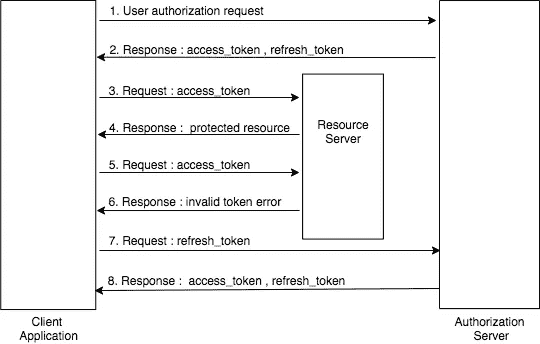 1. User authorization request
2. Response : access_token , refresh_token
3. Request : access_token
4. Response :  protected resource
Resource
Server
5. Request : access_token
6. Response : invalid token error
7. Request : refresh_token
8. Response :  access_token , refresh_token
Client
Application
Authorization
Server